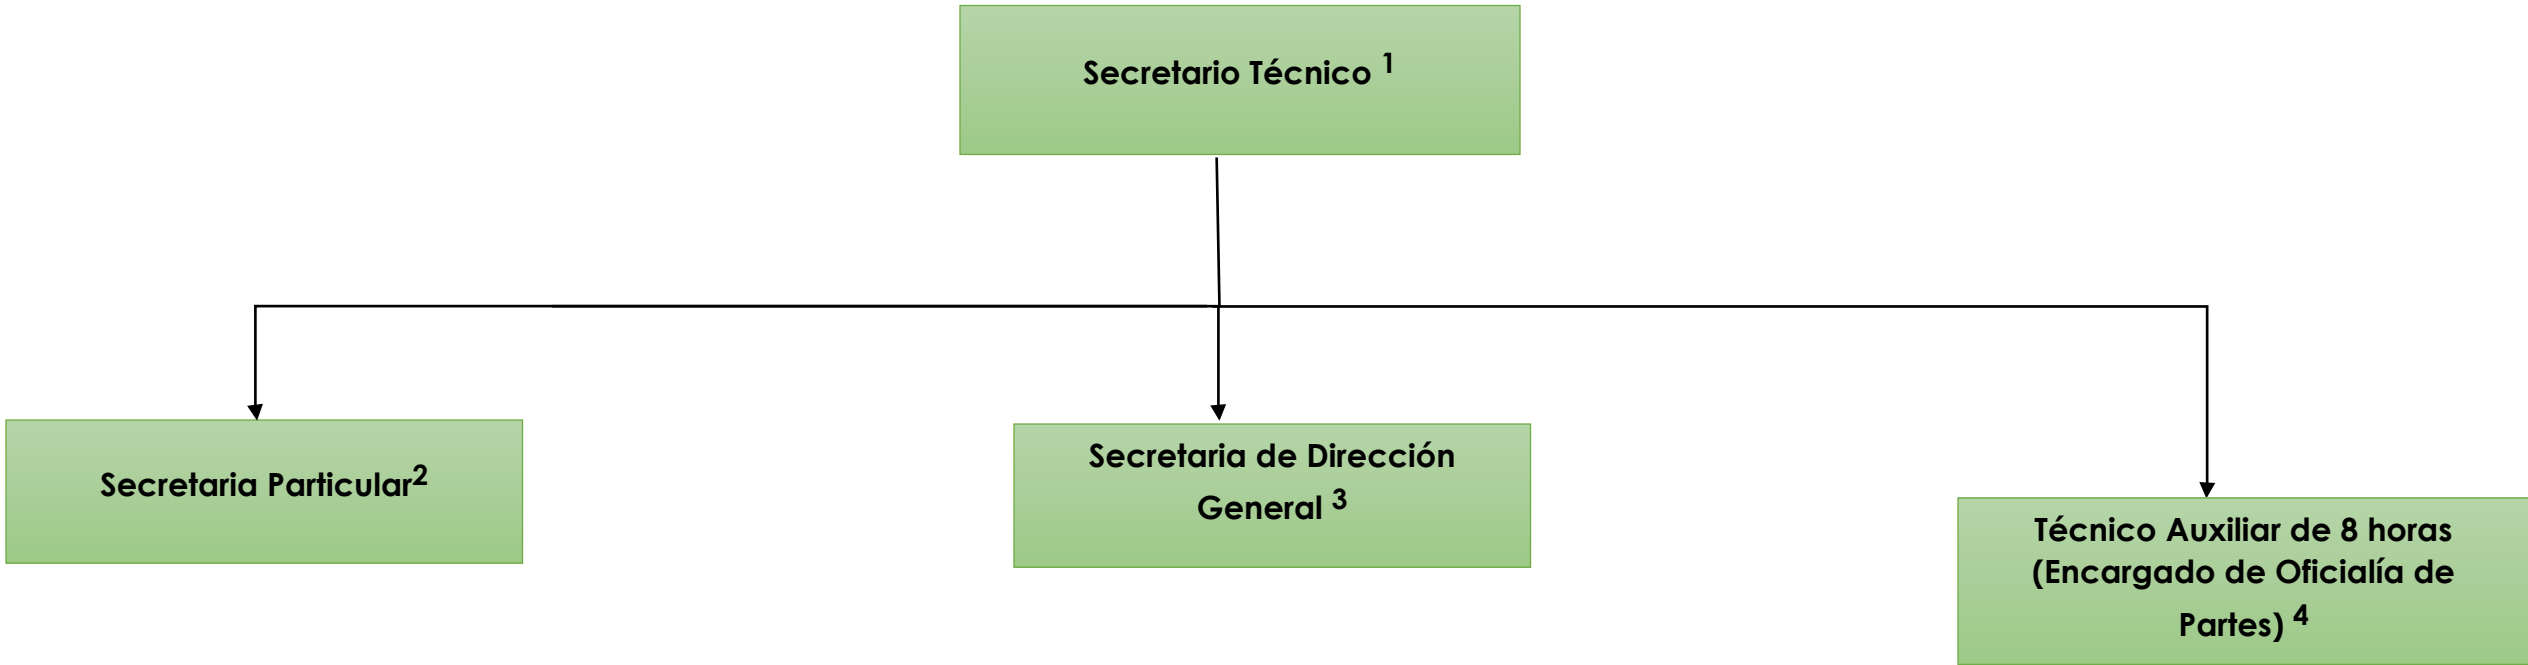 Secretario Técnico 1
Secretaria Particular2
Secretaria de Dirección
General 3
Técnico Auxiliar de 8 horas
(Encargado de Oficialía de
Partes) 4